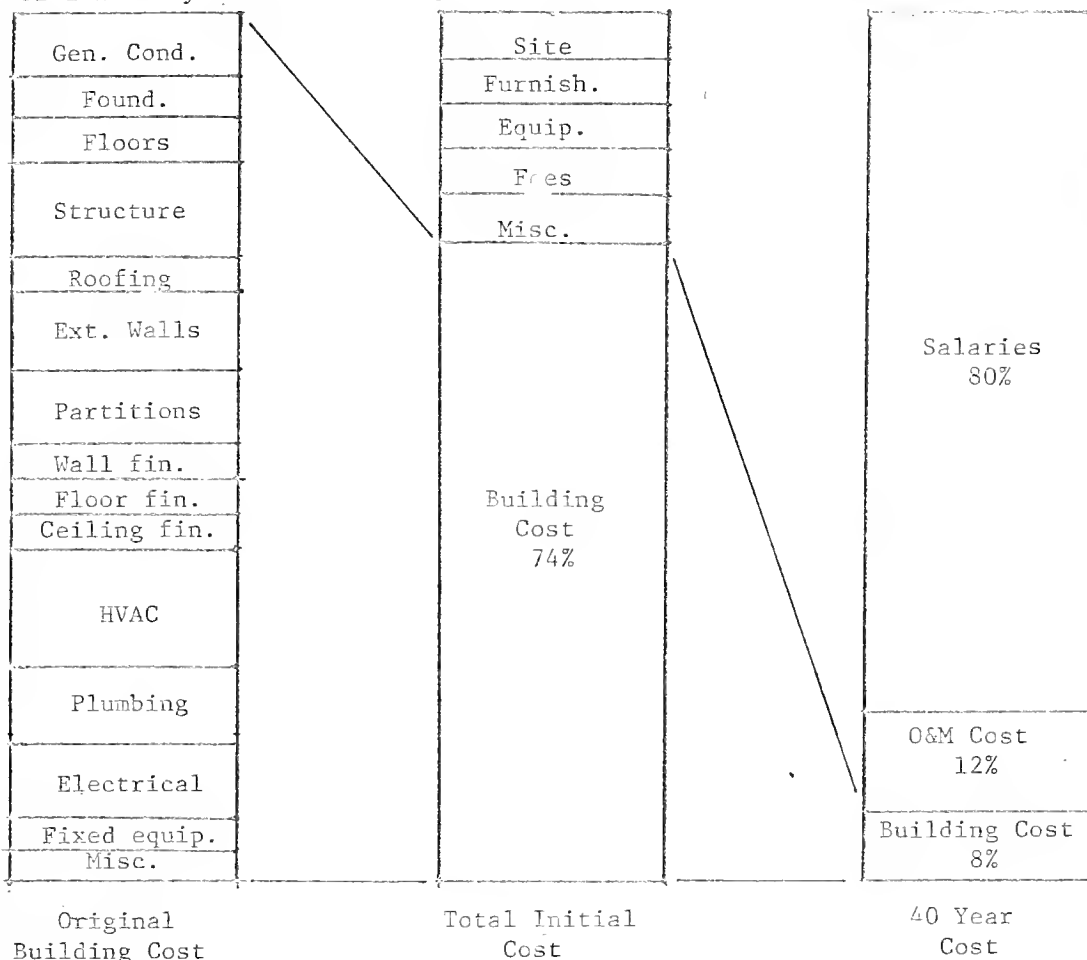 Gen. Cond.
Found.
Floors
Structure
Roofing
Ext. Walls
Partitions
Wall fin.
Floor fin.
Ceiling fin.
HVAC
Plumbing
Electrical
Fixed equip.
Misc.
Original
Building Cost
Site
Furnish.
Equip.
Fees
Misc.
Building
Cost
74%
Total Initial
Cost
Salaries
80%
O&M Cost
12%
Building Cost
8%
40 Year
Cost